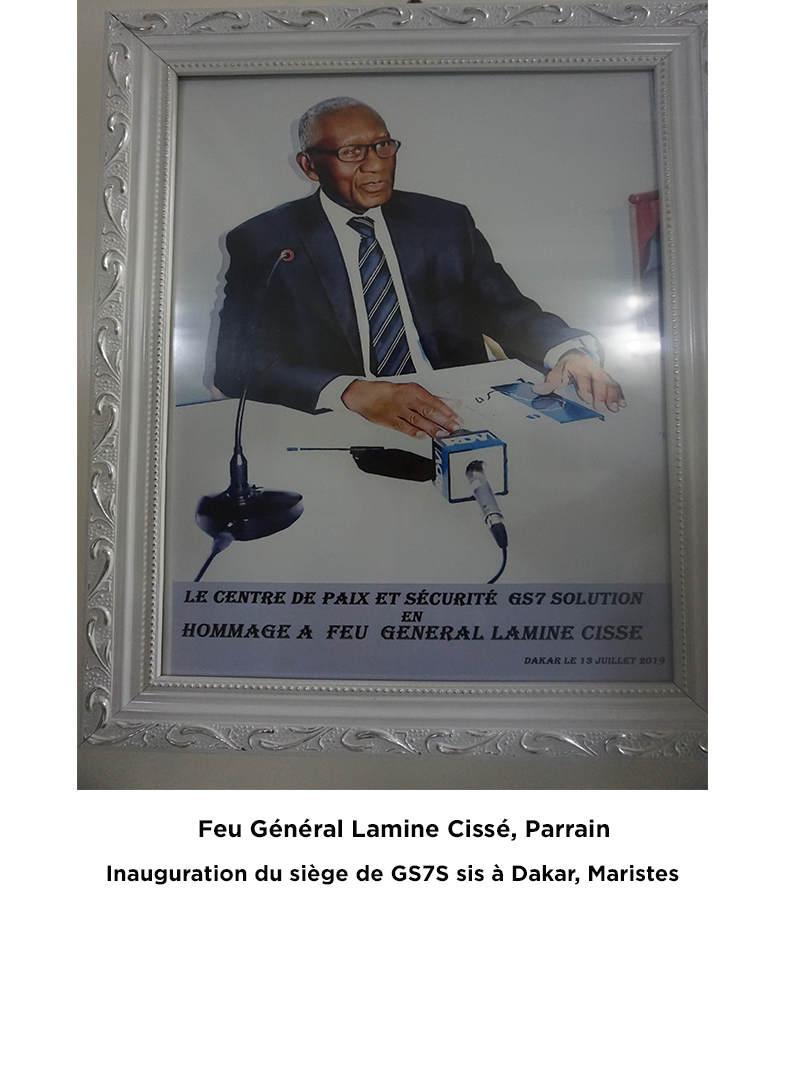 RDV
LE CENTRE DE PAIX ET SÉCURITÉ GS7 SOLUTION
EN
HOMMAGE A FEU GENERAL LAMINE CISSE
DAKAR LE 13 JUILLET 2019
Feu Général Lamine Cissé, Parrain
Inauguration du siège de GS7S sis à Dakar, Maristes